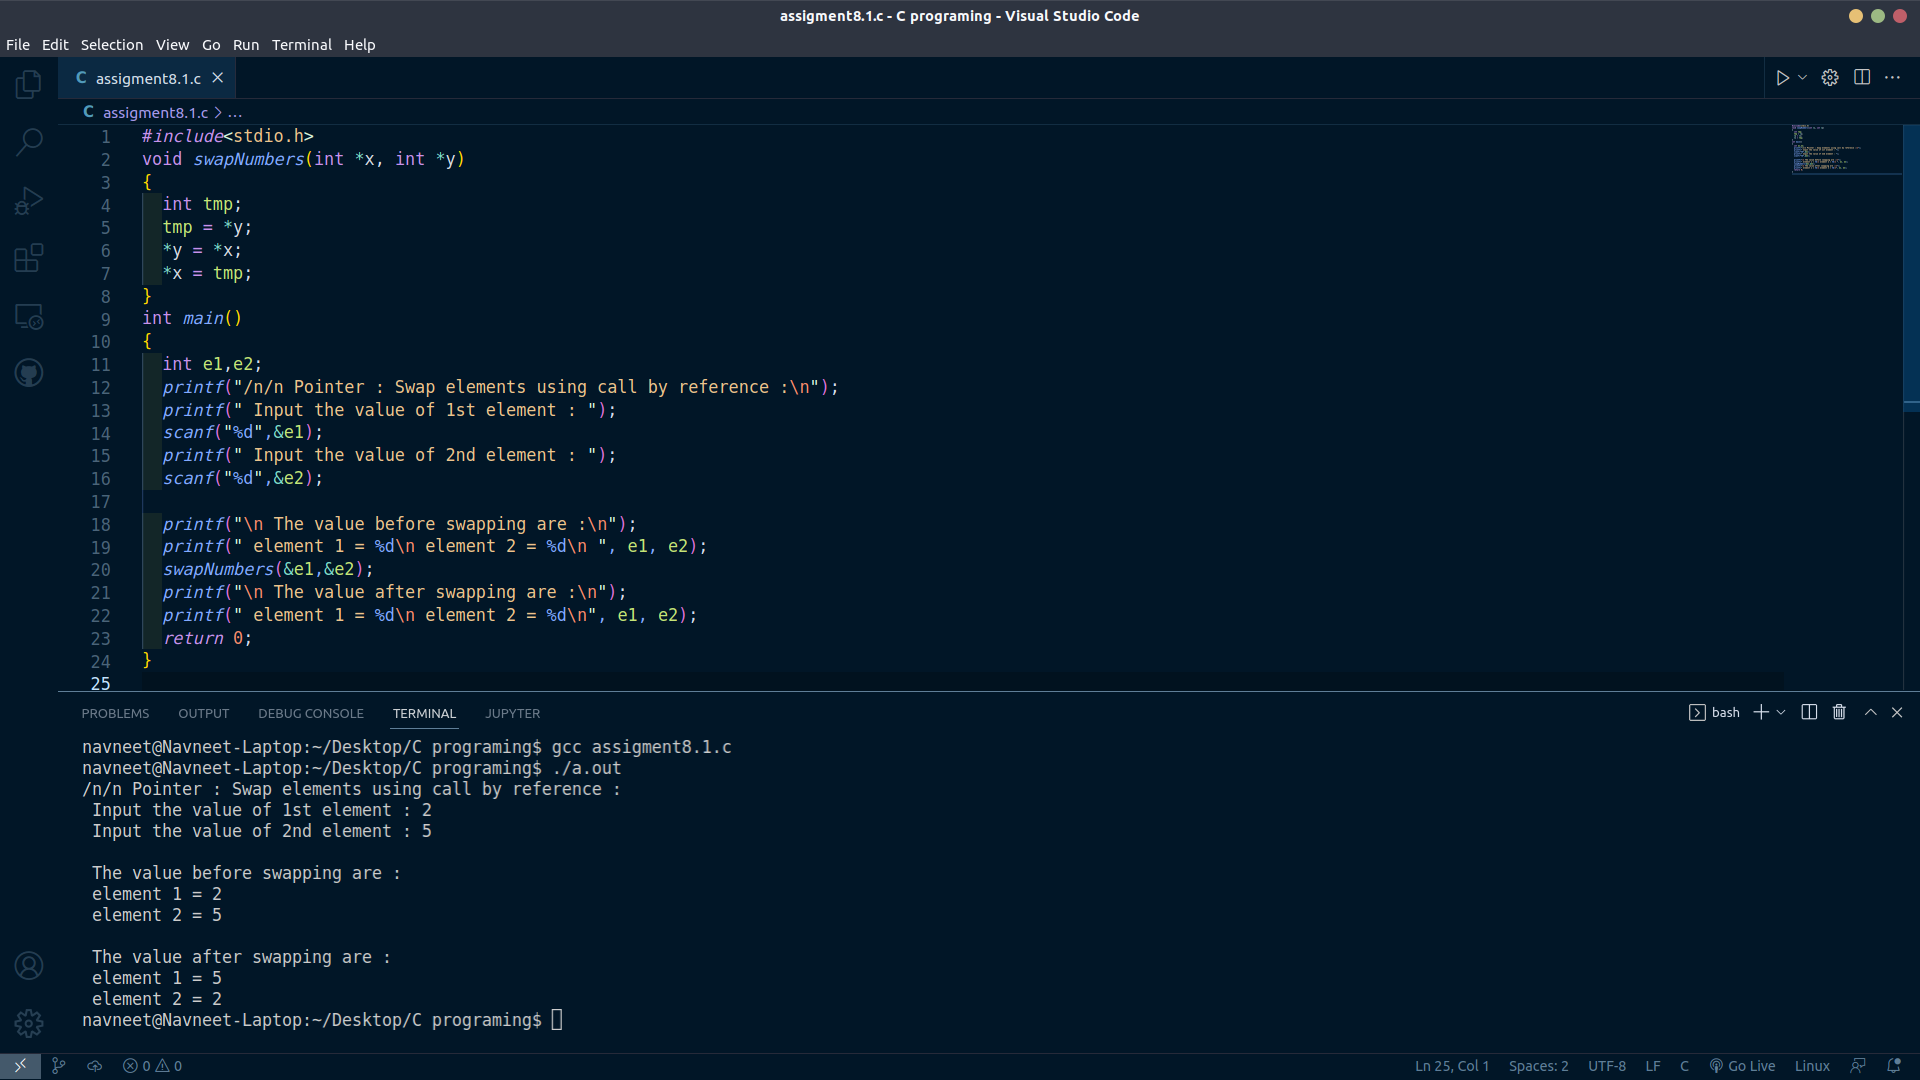 assigment8.1.c - C programing - Visual Studio Code
File Edit Selection View Go Run Terminal Help
C assigment8.1.c
C assigment8.1.c > ...
1 #include<stdio.h>
2 void swapNumbers(int *x, int *y)
3 {
4   int tmp;
5   tmp = *y;
6   *y = *x;
7   *x = tmp;
8 }
9 int main()
10 {
11   int e1,e2;
12   printf("/n/n Pointer : Swap elements using call by reference :\n");
13   printf(" Input the value of 1st element : ");
14   scanf("%d",&e1);
15   printf(" Input the value of 2nd element : ");
16   scanf("%d",&e2);
17
18   printf("\n The value before swapping are :\n");
19   printf(" element 1 = %d\n element 2 = %d\n ", e1, e2);
20   swapNumbers(&e1,&e2);
21   printf("\n The value after swapping are :\n");
22   printf(" element 1 = %d\n element 2 = %d\n", e1, e2);
23   return 0;
24 }
25
PROBLEMS OUTPUT DEBUG CONSOLE TERMINAL JUPYTER bash
navneet@Navneet-Laptop:~/Desktop/C programing$ gcc assigment8.1.c
navneet@Navneet-Laptop:~/Desktop/C programing$ ./a.out
/n/n Pointer : Swap elements using call by reference :
 Input the value of 1st element : 2
 Input the value of 2nd element : 5
 The value before swapping are :
 element 1 = 2
 element 2 = 5
 The value after swapping are :
 element 1 = 5
 element 2 = 2
navneet@Navneet-Laptop:~/Desktop/C programing$
0 0 Ln 25, Col 1 Spaces: 2 UTF-8 LF C Go Live Linux